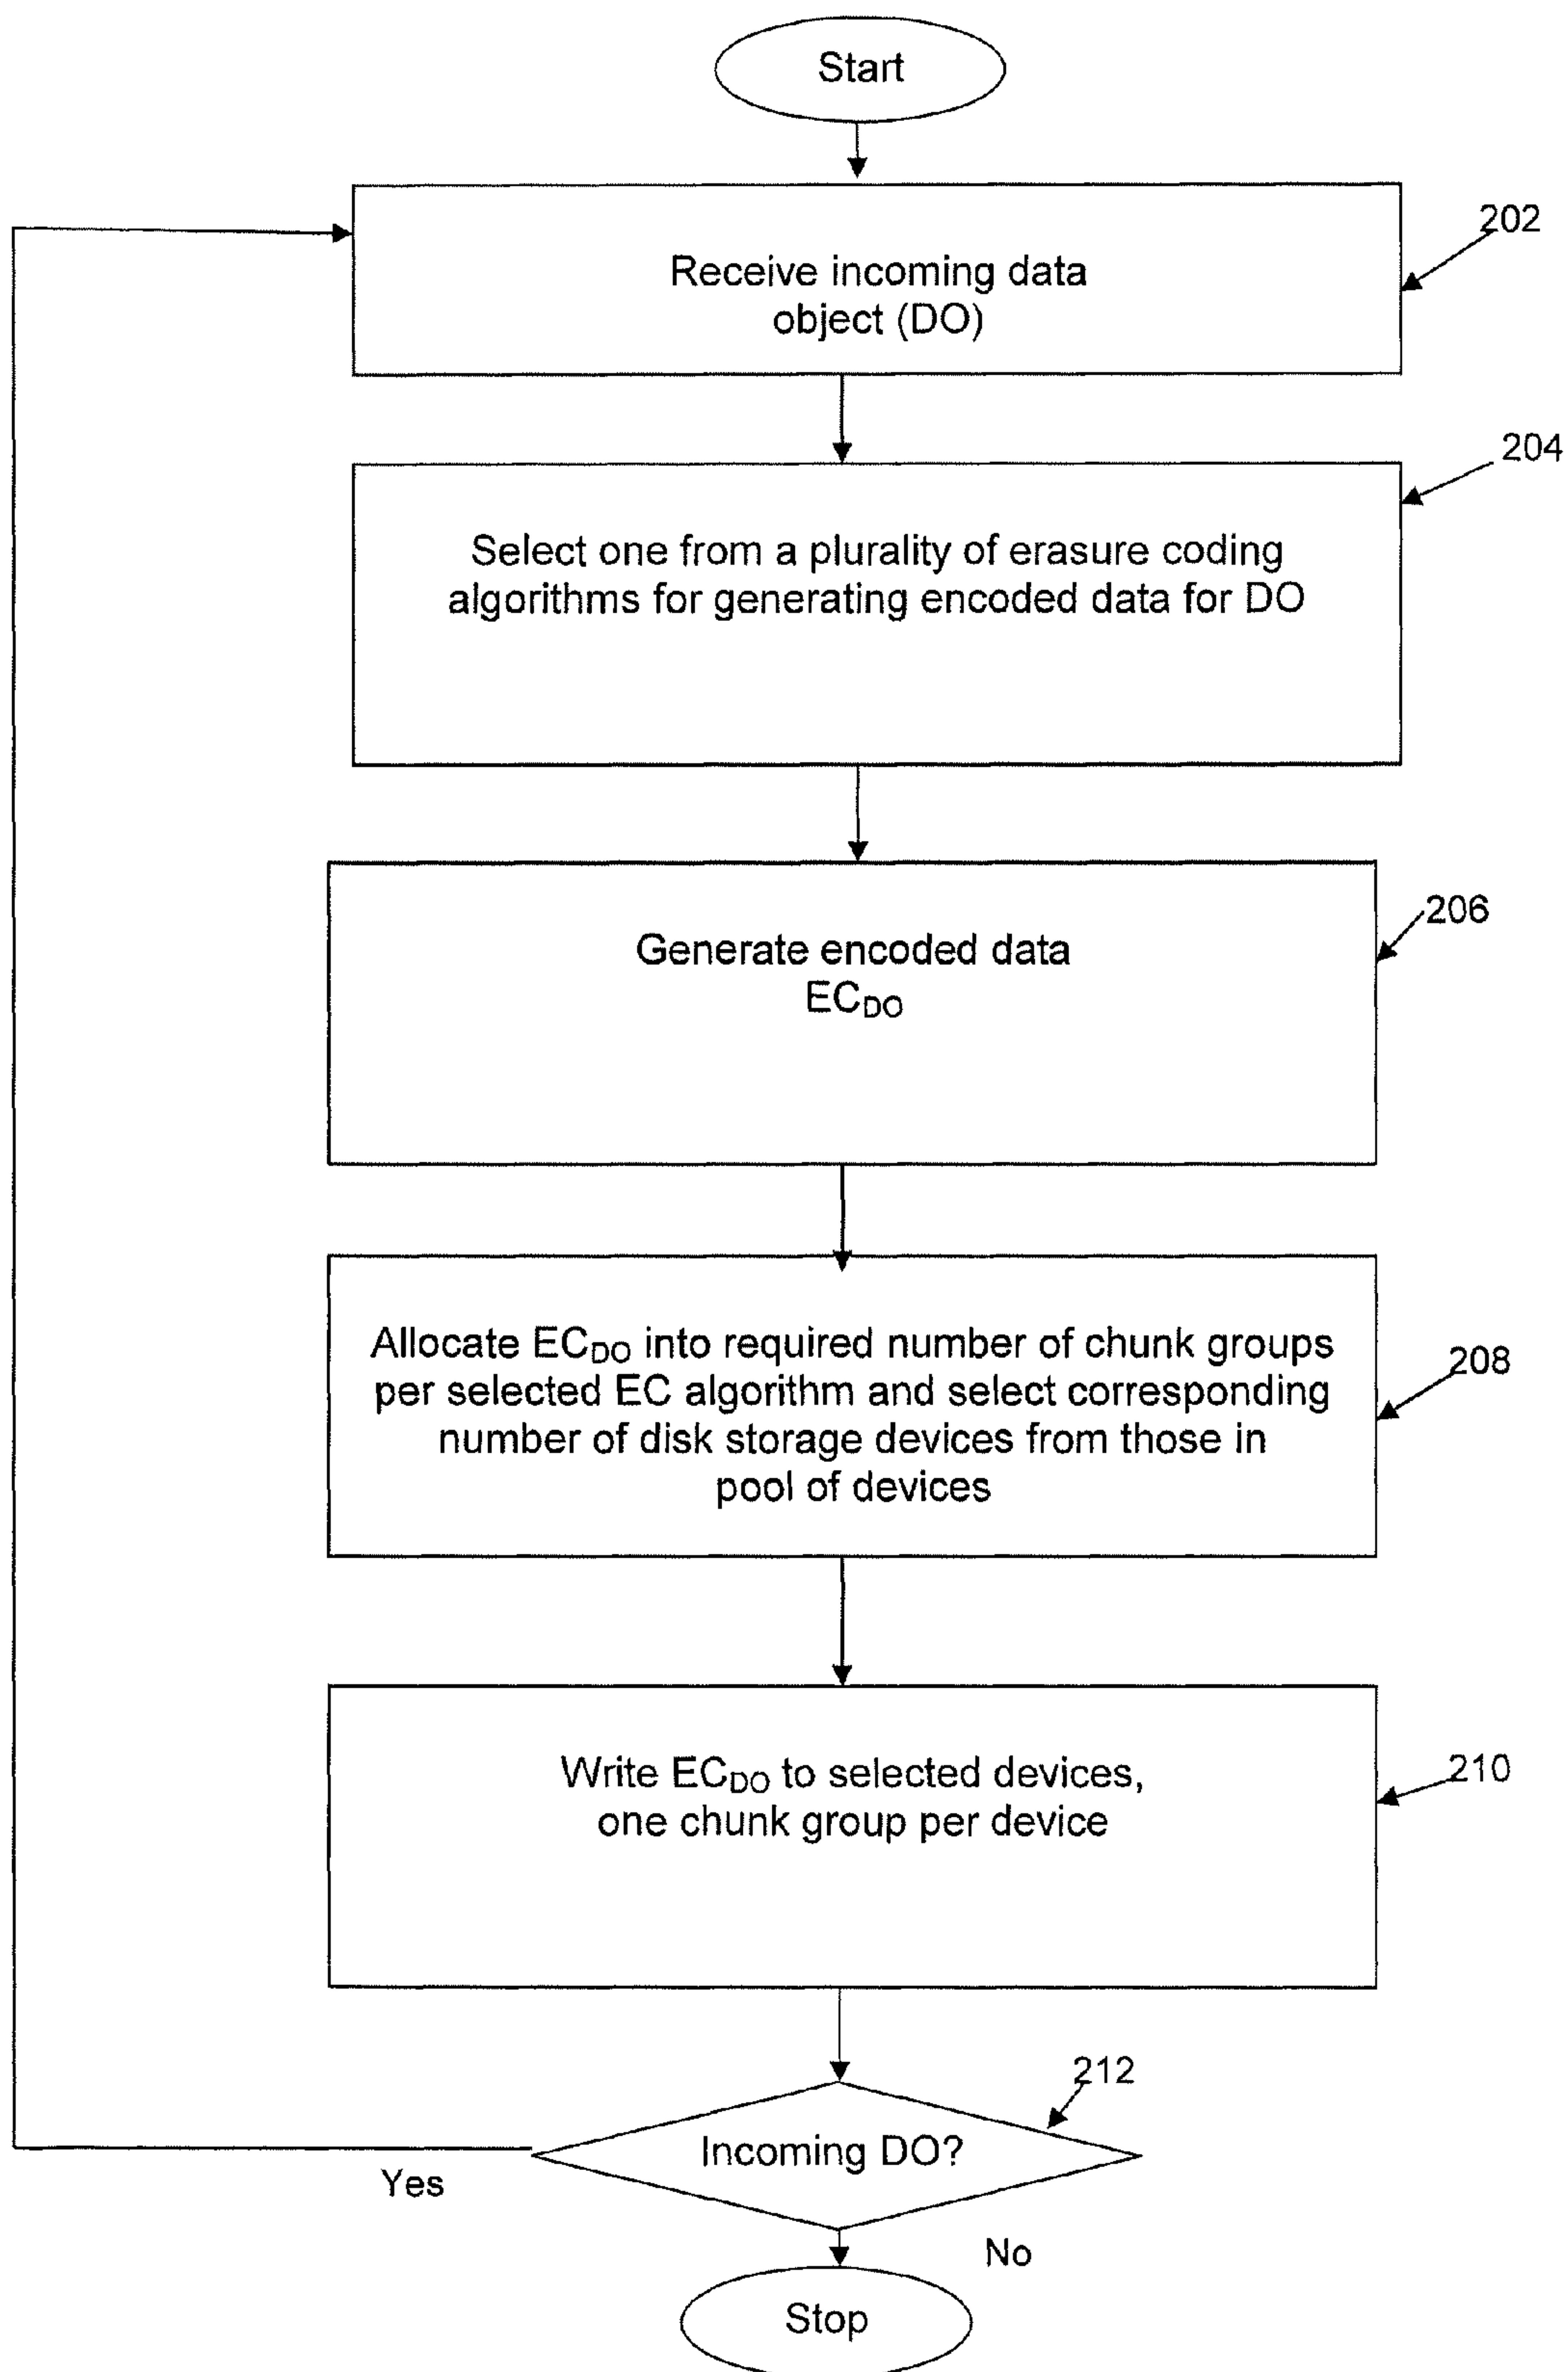 Start
202
Receive incoming data
object (DO)
204
Select one from a plurality of erasure coding
algorithms for generating encoded data for DO
206
Generate encoded data
EC_DO
208
Allocate EC_DO into required number of chunk groups
per selected EC algorithm and select corresponding
number of disk storage devices from those in
pool of devices
210
Write EC_DO to selected devices,
one chunk group per device
212
Incoming DO?
Yes
No
Stop